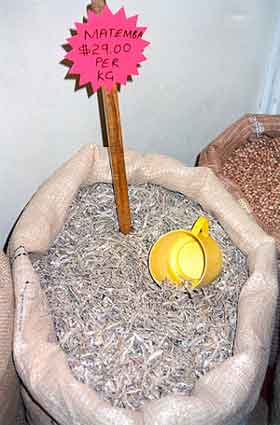 MATEMBA
$29.00
PER
KG